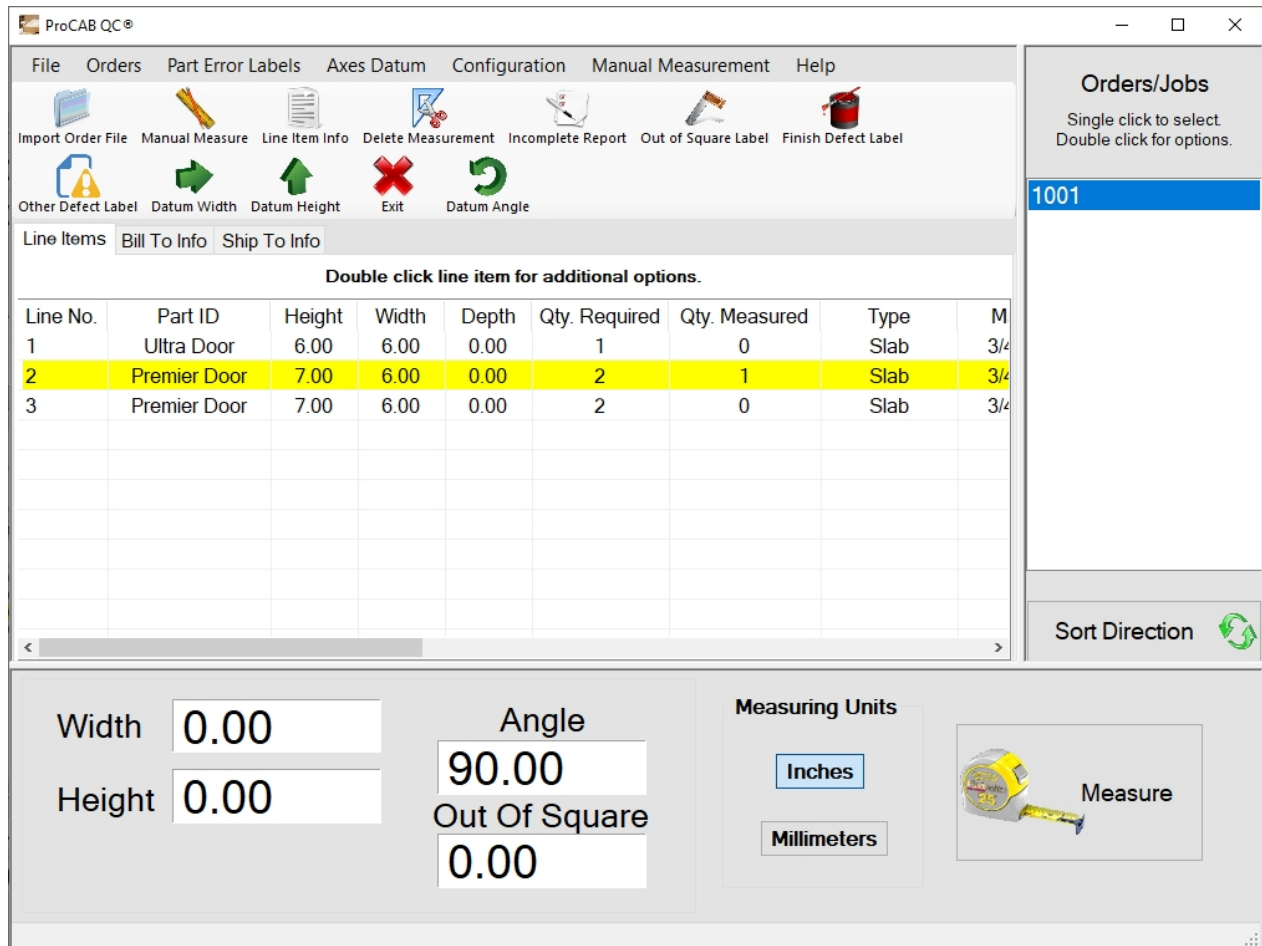 ProCAB QC®
File Orders Part Error Labels Axes Datum Configuration Manual Measurement Help
Import Order File Manual Measure Line Item Info Delete Measurement Incomplete Report Out of Square Label Finish Defect Label
Other Defect Label Datum Width Datum Height Exit Datum Angle
Line Items Bill To Info Ship To Info
Double click line item for additional options.
Line No. Part ID Height Width Depth Qty. Required Qty. Measured Type M
1 Ultra Door 6.00 6.00 0.00 1 0 Slab 3/4
2 Premier Door 7.00 6.00 0.00 2 1 Slab 3/4
3 Premier Door 7.00 6.00 0.00 2 0 Slab 3/4
Orders/Jobs
Single click to select.
Double click for options.
1001
Sort Direction
Width 0.00
Height 0.00
Angle
90.00
Out Of Square
0.00
Measuring Units
Inches
Millimeters
Measure